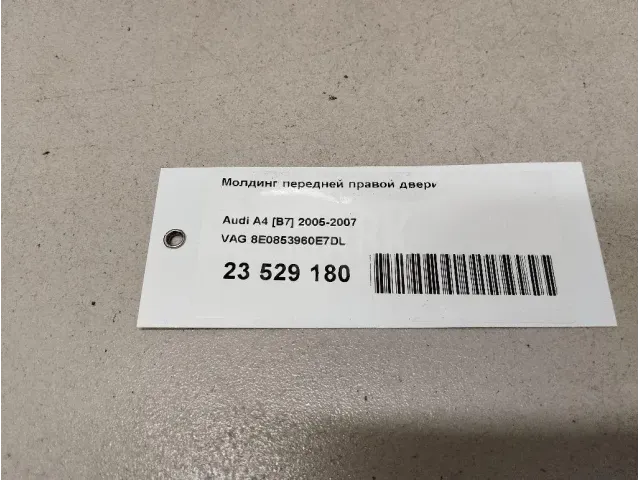 Молдинг передней правой двери
Audi A4 [B7] 2005-2007
VAG 8E0853960E7DL
23 529 180